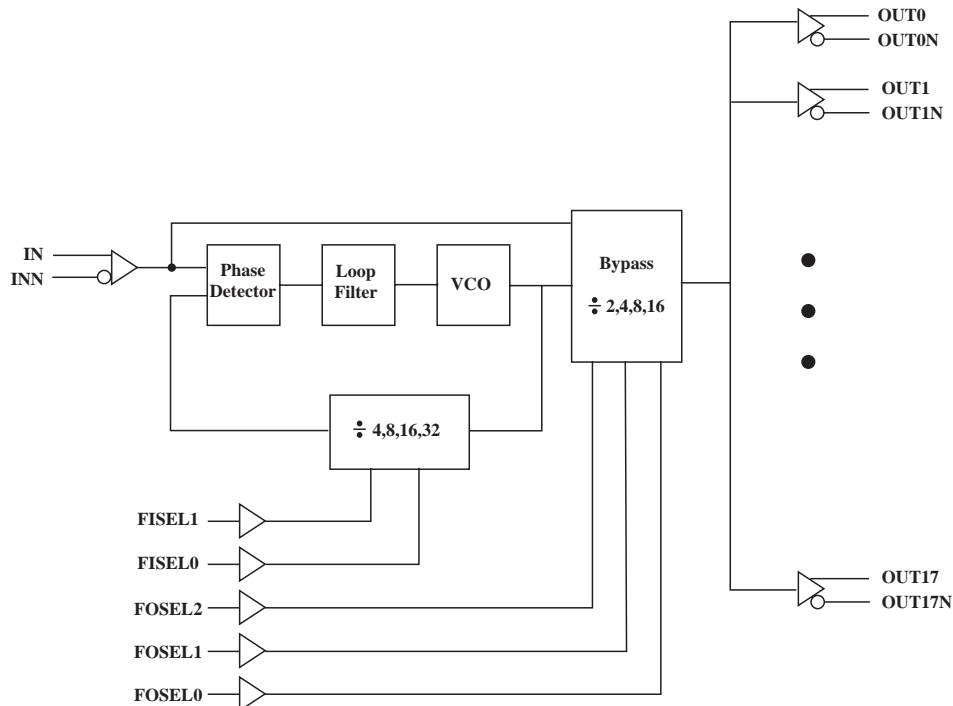 OUT0
OUT0N
OUT1
OUT1N
IN
INN
Phase
Detector
Loop
Filter
VCO
Bypass
÷ 2,4,8,16
÷ 4,8,16,32
FISEL1
FISEL0
FOSEL2
FOSEL1
FOSEL0
OUT17
OUT17N